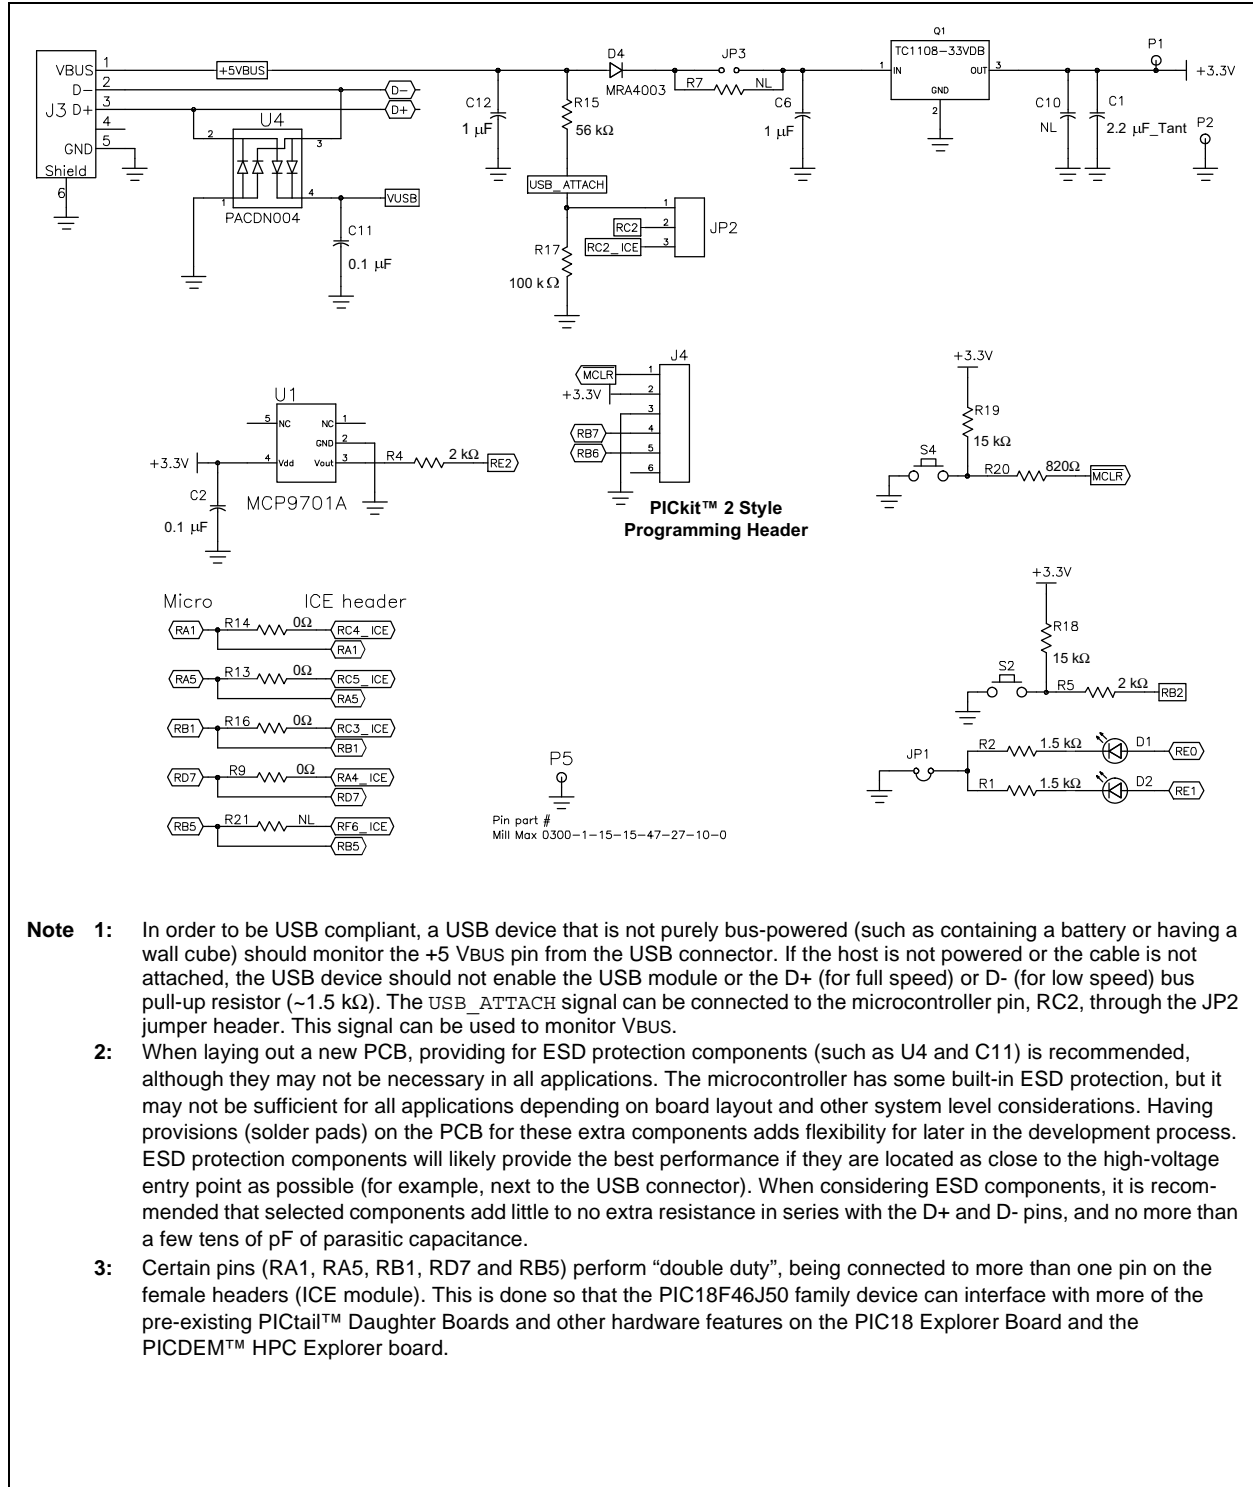 Q1
TC1108-33VDB
IN
OUT
GND
1
3
2
P1
+3.3V
D4
MRA4003
JP3
R7
NL
VBUS
1
+5VBUS
D-
2
D-
J3
D+
3
D+
4
GND
5
Shield
6
U4
2
3
1
4
PACDN004
VUSB
C11
0.1 µF
C12
1 µF
R15
56 kΩ
USB_ATTACH
R17
100 kΩ
RC2
RC2_ICE
1
2
3
JP2
C6
1 µF
C10
NL
C1
2.2 µF_Tant
P2
U1
5
NC
NC
1
GND
2
+3.3V
4
Vdd
Vout
3
R4
2 kΩ
RE2
C2
0.1 µF
MCP9701A
J4
MCLR
1
+3.3V
2
3
RB7
4
RB6
5
6
PICkit™ 2 Style
Programming Header
+3.3V
R19
15 kΩ
S4
R20
820Ω
MCLR
Micro
ICE header
RA1
R14
0Ω
RC4_ICE
RA1
RA5
R13
0Ω
RC5_ICE
RA5
RB1
R16
0Ω
RC3_ICE
RB1
RD7
R9
0Ω
RA4_ICE
RD7
RB5
R21
NL
RF6_ICE
RB5
P5
Pin part #
Mill Max 0300-1-15-15-47-27-10-0
+3.3V
R18
15 kΩ
S2
R5
2 kΩ
RB2
JP1
R2
1.5 kΩ
D1
RE0
R1
1.5 kΩ
D2
RE1
Note 1: In order to be USB compliant, a USB device that is not purely bus-powered (such as containing a battery or having a
wall cube) should monitor the +5 VBUS pin from the USB connector. If the host is not powered or the cable is not
attached, the USB device should not enable the USB module or the D+ (for full speed) or D- (for low speed) bus
pull-up resistor (~1.5 kΩ). The USB_ATTACH signal can be connected to the microcontroller pin, RC2, through the JP2
jumper header. This signal can be used to monitor VBUS.
2: When laying out a new PCB, providing for ESD protection components (such as U4 and C11) is recommended,
although they may not be necessary in all applications. The microcontroller has some built-in ESD protection, but it
may not be sufficient for all applications depending on board layout and other system level considerations. Having
provisions (solder pads) on the PCB for these extra components adds flexibility for later in the development process.
ESD protection components will likely provide the best performance if they are located as close to the high-voltage
entry point as possible (for example, next to the USB connector). When considering ESD components, it is recom-
mended that selected components add little to no extra resistance in series with the D+ and D- pins, and no more than
a few tens of pF of parasitic capacitance.
3: Certain pins (RA1, RA5, RB1, RD7 and RB5) perform “double duty”, being connected to more than one pin on the
female headers (ICE module). This is done so that the PIC18F46J50 family device can interface with more of the
pre-existing PICtail™ Daughter Boards and other hardware features on the PIC18 Explorer Board and the
PICDEM™ HPC Explorer board.